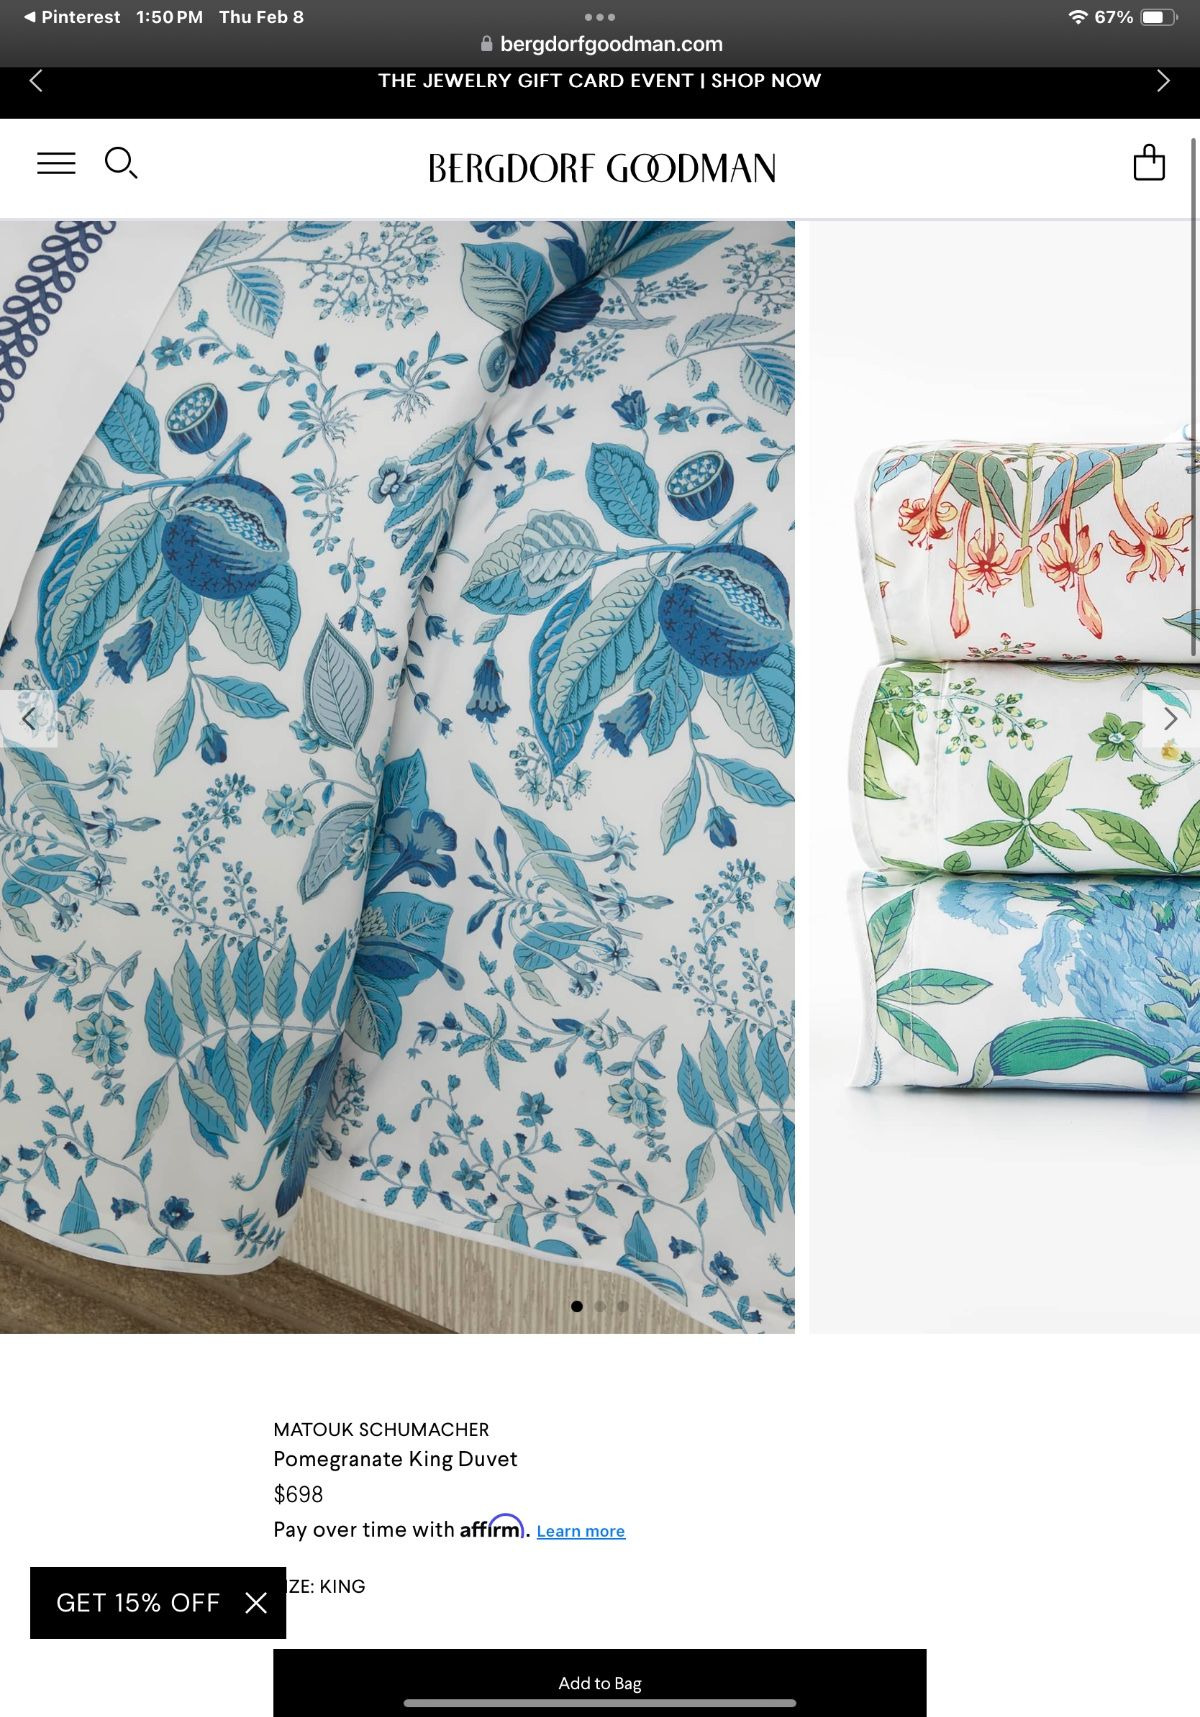 Pinterest 1:50 PM Thu Feb 8
67%
bergdorfgoodman.com
THE JEWELRY GIFT CARD EVENT | SHOP NOW
BERGDORF GOODMAN
MATOUK SCHUMACHER
Pomegranate King Duvet
$698
Pay over time with affirm. Learn more
IZE: KING
GET 15% OFF
Add to Bag